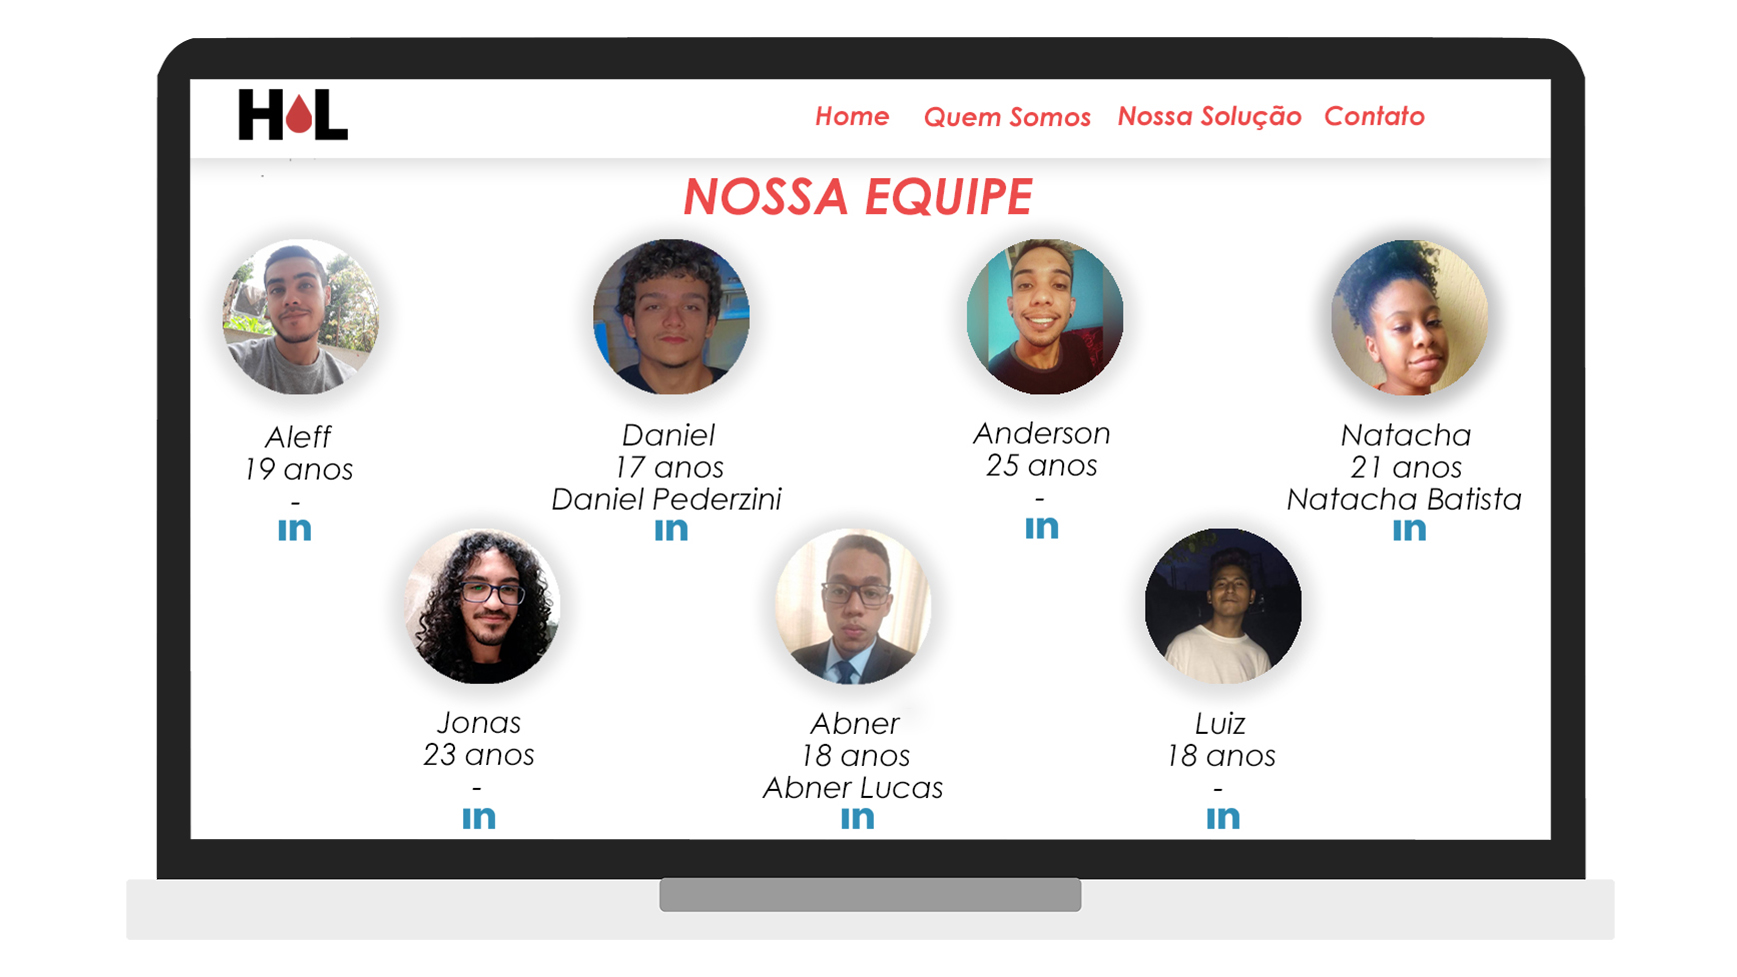 H L
Home Quem Somos Nossa Solução Contato
NOSSA EQUIPE
Aleff
19 anos
-
in
Daniel
17 anos
Daniel Pederzini
in
Anderson
25 anos
-
in
Natacha
21 anos
Natacha Batista
in
Jonas
23 anos
-
in
Abner
18 anos
Abner Lucas
in
Luiz
18 anos
-
in